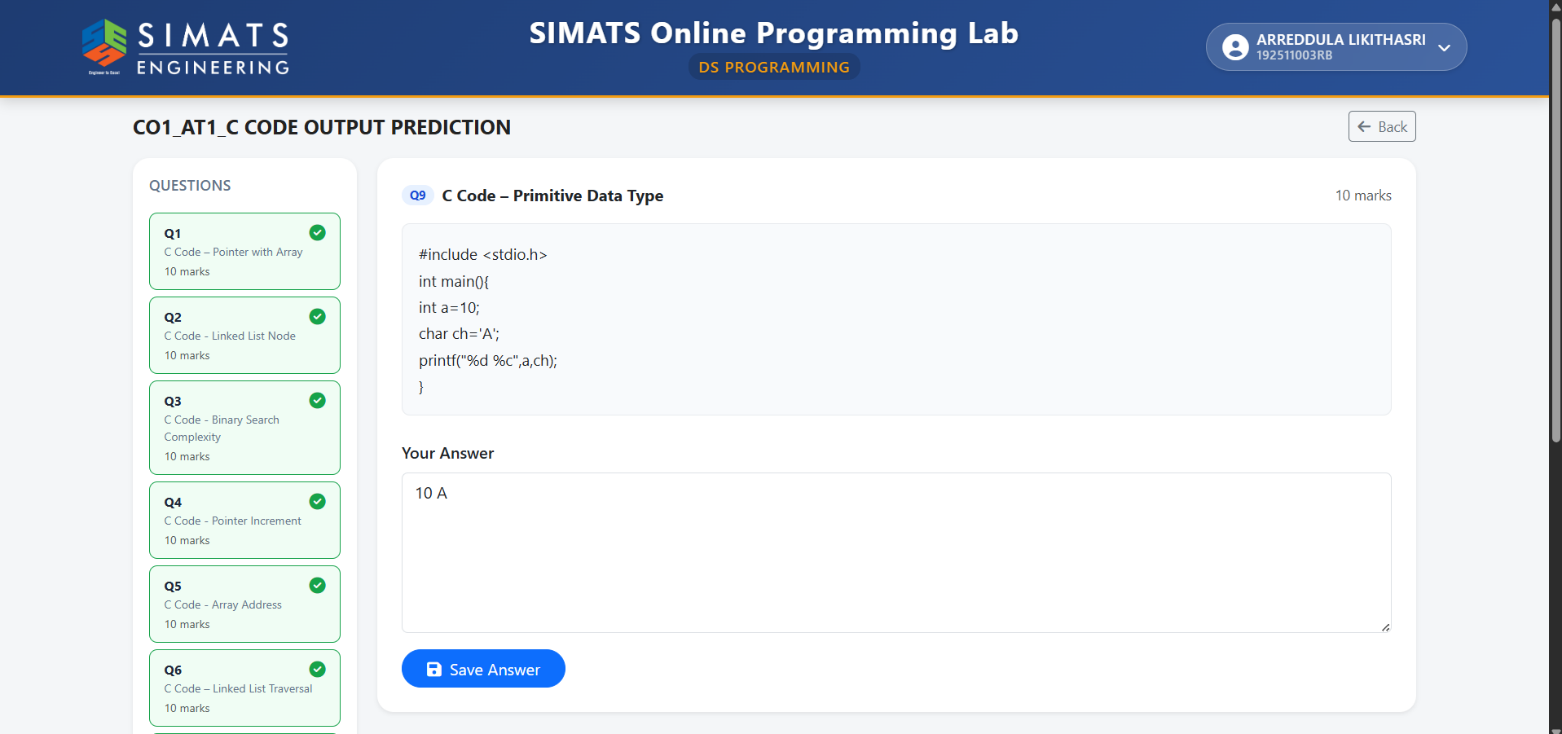 SIMATS
ENGINEERING
Engineer to Excel
SIMATS Online Programming Lab
DS PROGRAMMING
ARREDDULA LIKITHASRI
192511003RB
CO1_AT1_C CODE OUTPUT PREDICTION
Back
QUESTIONS
Q1
C Code – Pointer with Array
10 marks
Q2
C Code - Linked List Node
10 marks
Q3
C Code - Binary Search
Complexity
10 marks
Q4
C Code - Pointer Increment
10 marks
Q5
C Code - Array Address
10 marks
Q6
C Code – Linked List Traversal
10 marks
Q9 C Code – Primitive Data Type
10 marks
#include <stdio.h>
int main(){
int a=10;
char ch='A';
printf("%d %c",a,ch);
}
Your Answer
10 A
Save Answer